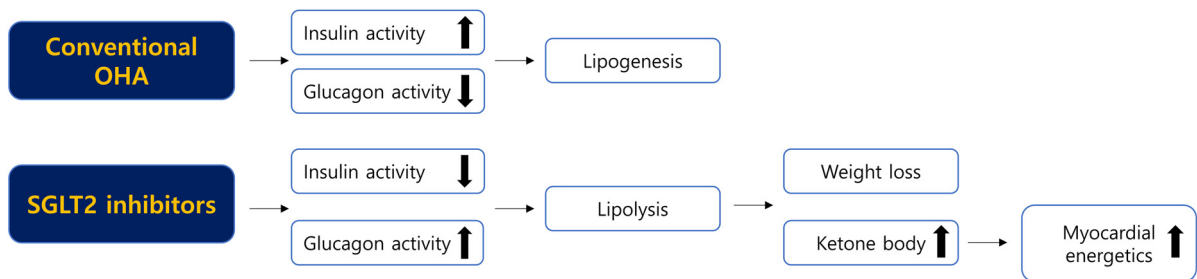 Conventional
OHA
Insulin activity
Glucagon activity
Lipogenesis
SGLT2 inhibitors
Insulin activity
Glucagon activity
Lipolysis
Weight loss
Ketone body
Myocardial
energetics